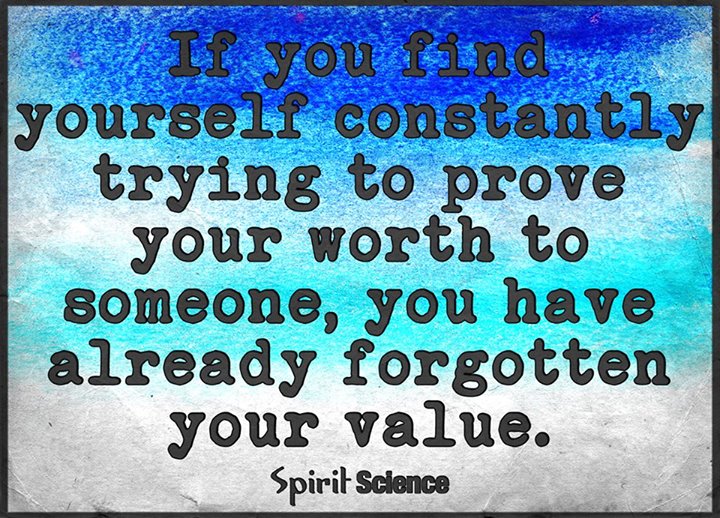 If you find
yourself constantly
trying to prove
your worth to
someone, you have
already forgotten
your value.
Spirit Science